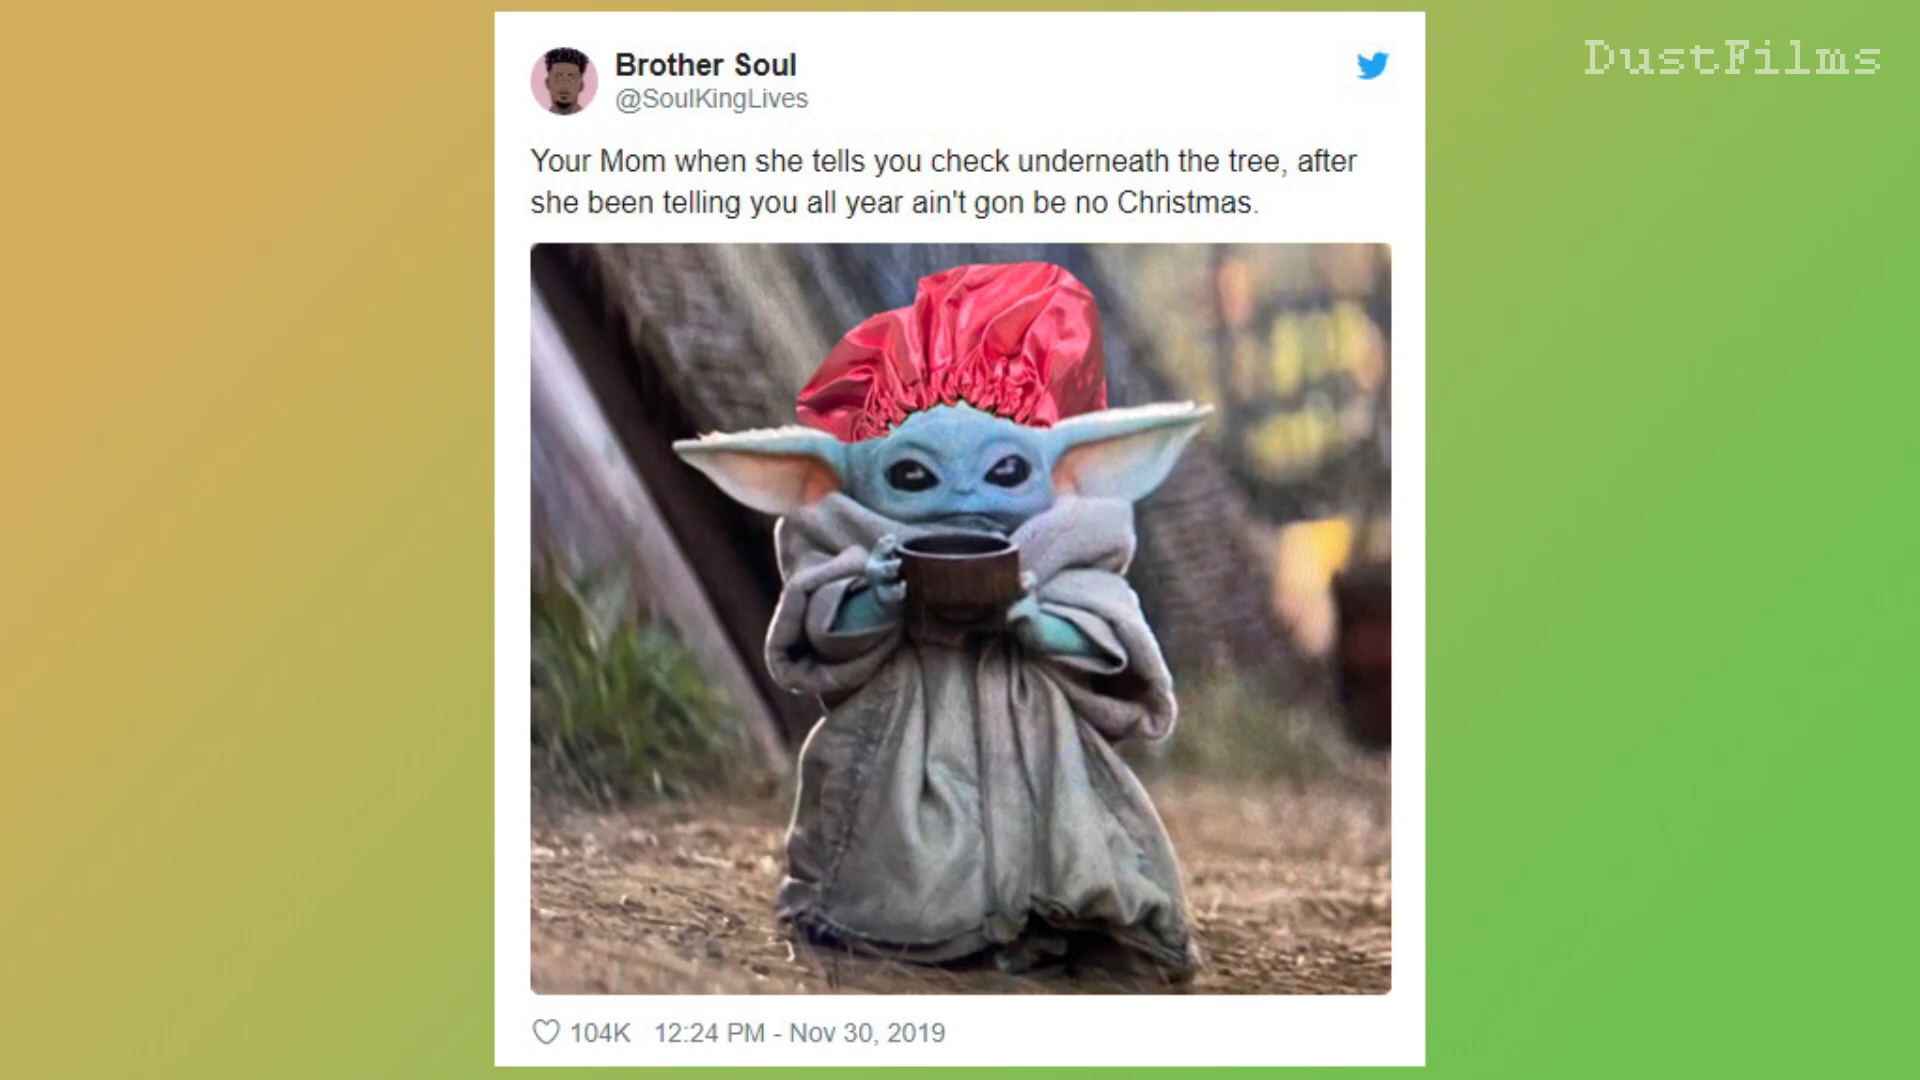 DustFilms
Brother Soul
@SoulKingLives
Your Mom when she tells you check underneath the tree, after
she been telling you all year ain't gon be no Christmas.
104K 12:24 PM - Nov 30, 2019